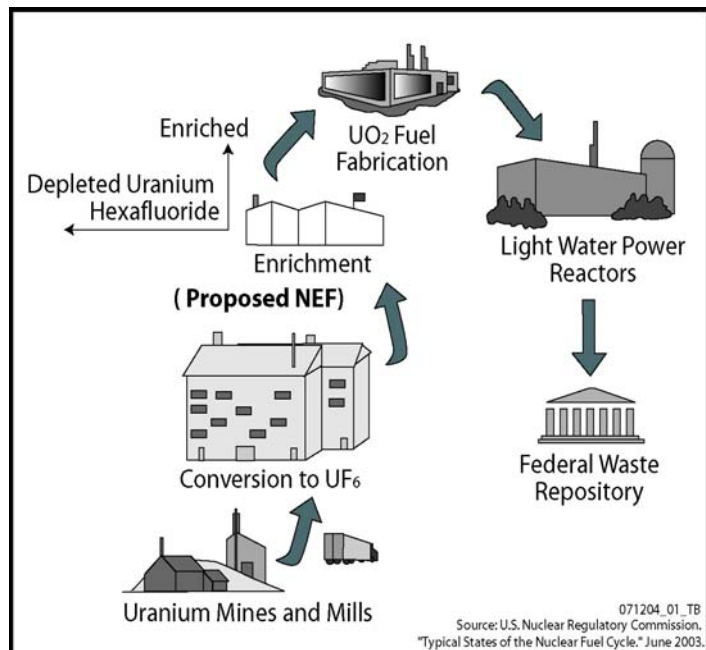 Enriched
Depleted Uranium
Hexafluoride
UO₂ Fuel
Fabrication
Enrichment
( Proposed NEF)
Light Water Power
Reactors
Conversion to UF₆
Federal Waste
Repository
Uranium Mines and Mills
071204_01_TB
Source: U.S. Nuclear Regulatory Commission.
"Typical States of the Nuclear Fuel Cycle." June 2003.